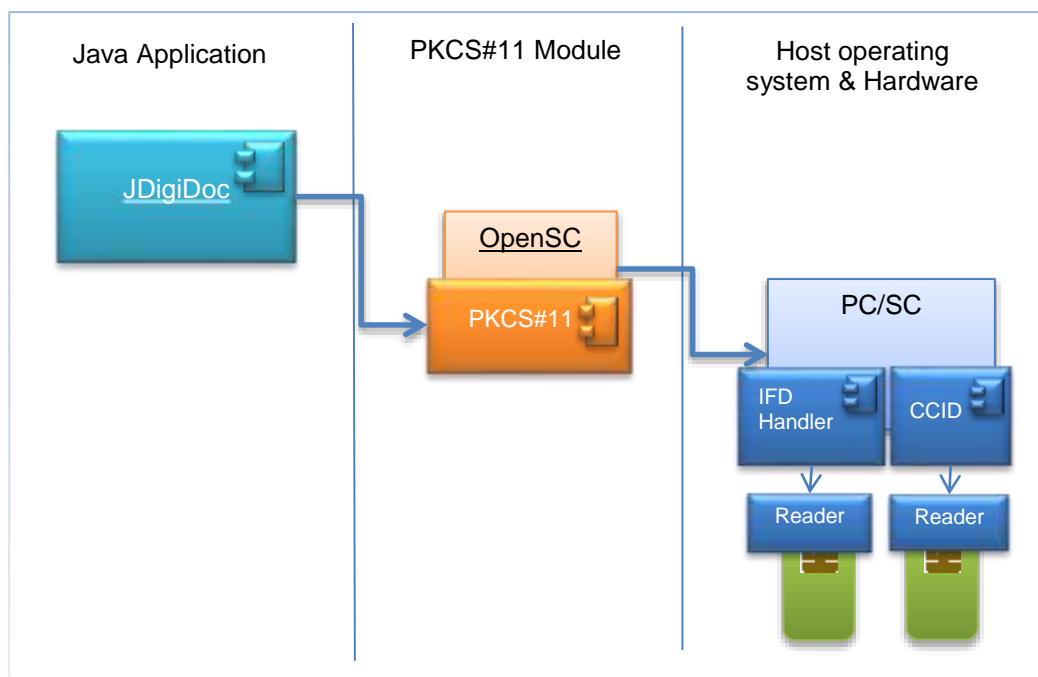 Java Application
PKCS#11 Module
Host operating
system & Hardware
JDigiDoc
OpenSC
PKCS#11
PC/SC
IFD
Handler
CCID
Reader
Reader